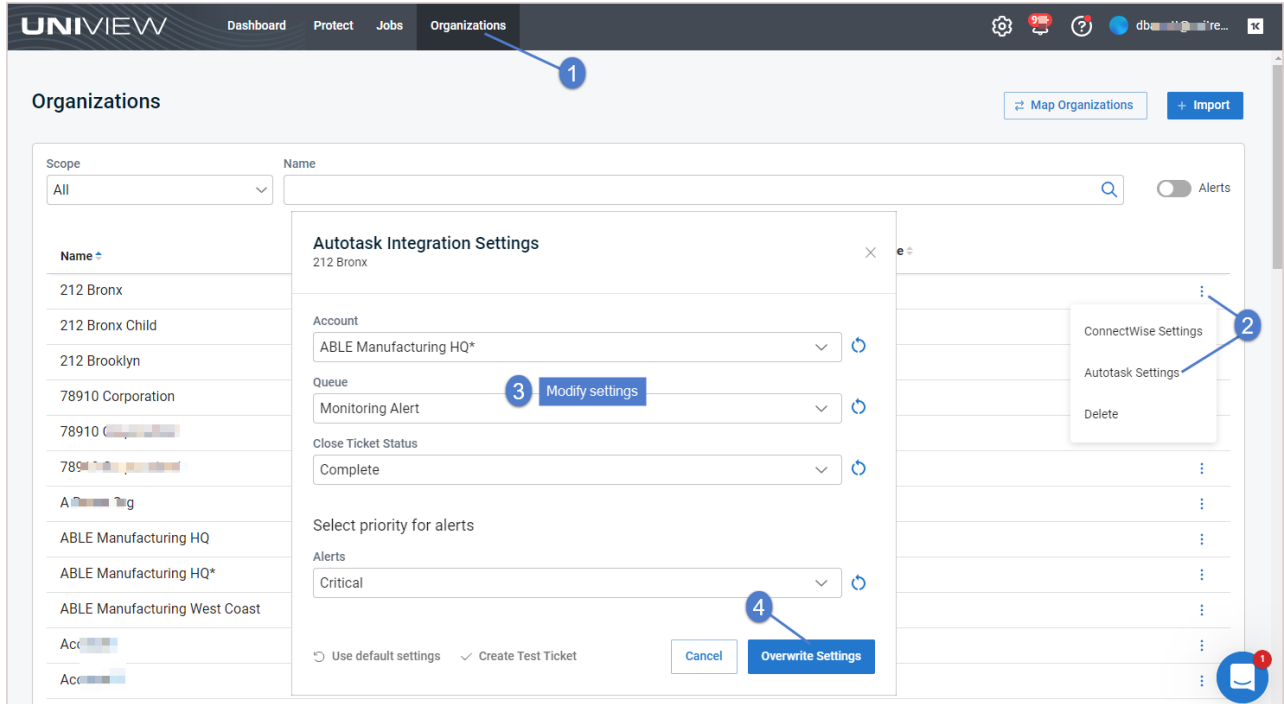 UNIVIEW Dashboard Protect Jobs Organizations
1
Organizations
Map Organizations + Import
Scope Name
All Alerts
Name
Autotask Integration Settings
212 Bronx
212 Bronx
212 Bronx Child
212 Brooklyn
78910 Corporation
78910
ABLE Manufacturing HQ
ABLE Manufacturing HQ*
ABLE Manufacturing West Coast
Account
ABLE Manufacturing HQ*
Queue
3 Modify settings
Monitoring Alert
Close Ticket Status
Complete
Select priority for alerts
Alerts
Critical
4
Use default settings Create Test Ticket Cancel Overwrite Settings
2
ConnectWise Settings
Autotask Settings
Delete
1